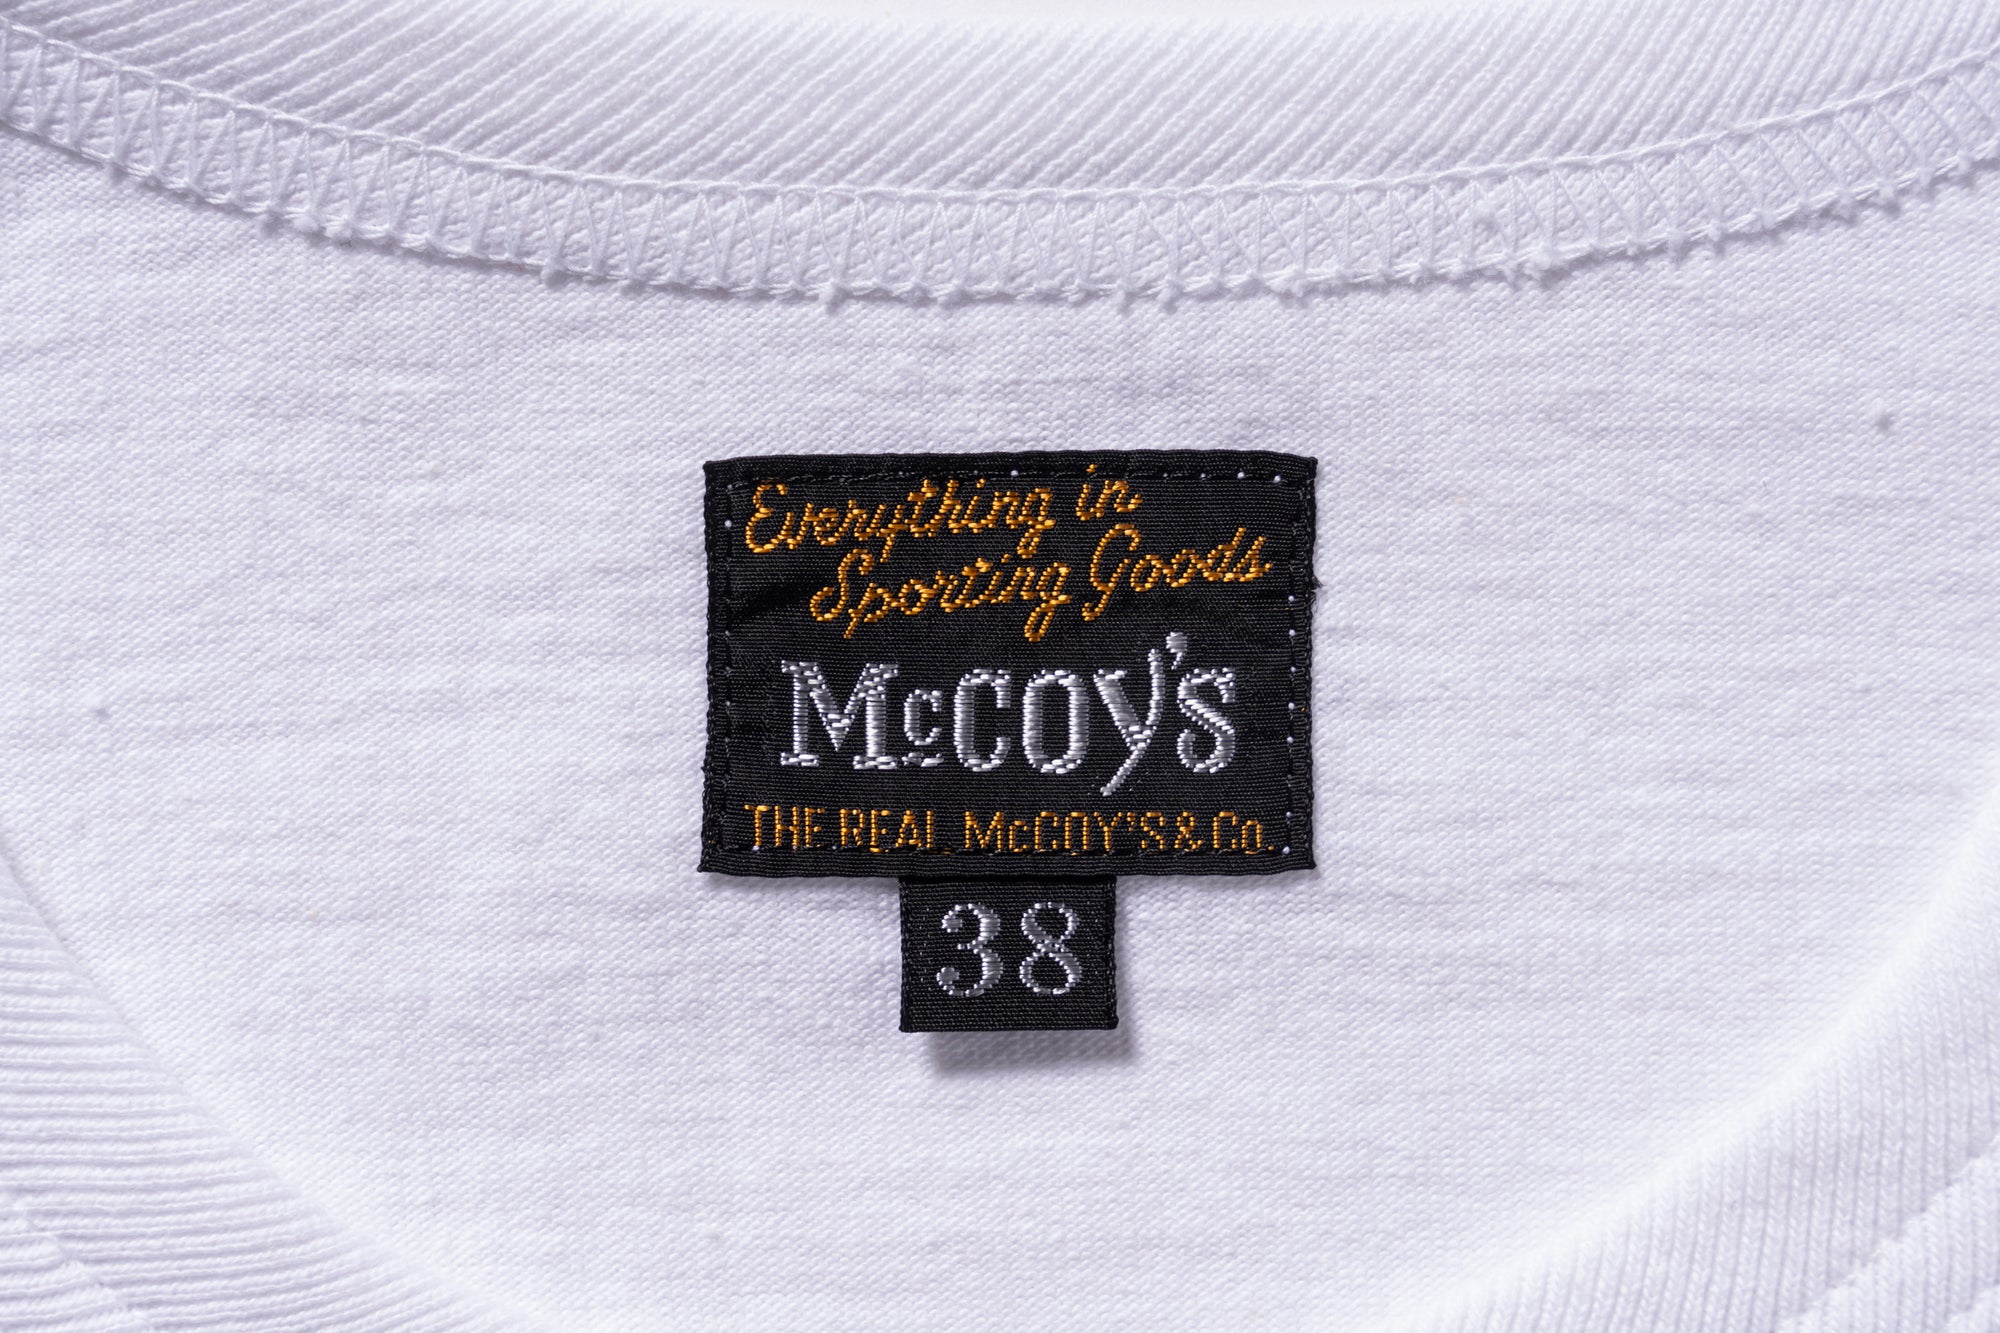 Everything in
Sporting Goods
McCOY'S
THE REAL McCOY'S & Co.
38